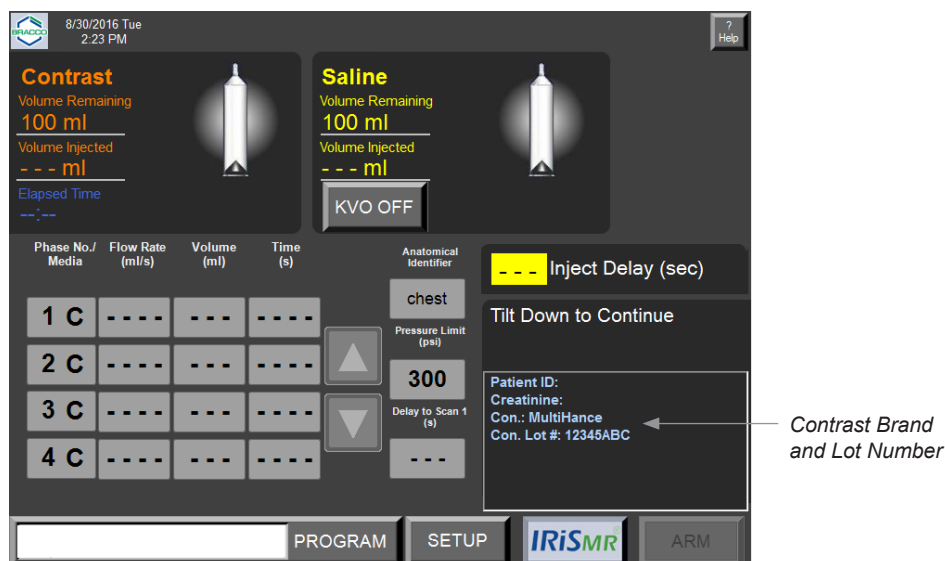 BRACCO
8/30/2016 Tue
2:23 PM
?
Help
Contrast
Volume Remaining
100 ml
Volume Injected
- - - ml
Elapsed Time
--:--
Saline
Volume Remaining
100 ml
Volume Injected
- - - ml
KVO OFF
Phase No./ Media
Flow Rate (ml/s)
Volume (ml)
Time (s)
1 C - - - - - - - - - - -
2 C - - - - - - - - - - -
3 C - - - - - - - - - - -
4 C - - - - - - - - - - -
Anatomical
Identifier
chest
Pressure Limit
(psi)
300
Delay to Scan 1
(s)
- - -
- - - Inject Delay (sec)
Tilt Down to Continue
Patient ID:
Creatinine:
Con.: MultiHance
Con. Lot #: 12345ABC
Contrast Brand
and Lot Number
PROGRAM
SETUP
IRiSMR
ARM